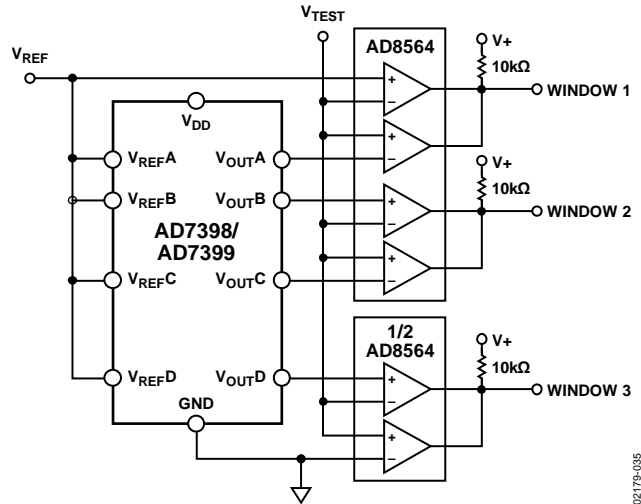 VTEST
AD8564
V+
VREF
10kΩ
+
WINDOW 1
−
VDD
+
VREFA VOUTA
−
V+
10kΩ
VREFB VOUTB
+
AD7398/
AD7399
−
WINDOW 2
+
VREFC VOUTC
−
1/2
AD8564
V+
10kΩ
VREFD VOUTD
+
GND
−
WINDOW 3
+
−
02179-035